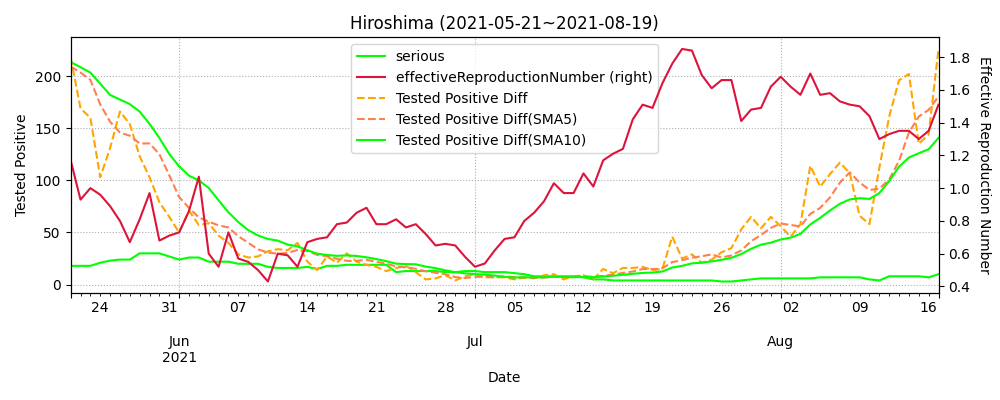 Hiroshima (2021-05-21~2021-08-19)
serious
effectiveReproductionNumber (right)
Tested Positive Diff
Tested Positive Diff(SMA5)
Tested Positive Diff(SMA10)
Tested Positive
200
150
100
50
0
Effective Reproduction Number
1.8
1.6
1.4
1.2
1.0
0.8
0.6
0.4
24 31 07 14 21 28 05 12 19 26 02 09 16
Jun Jul Aug
2021
Date